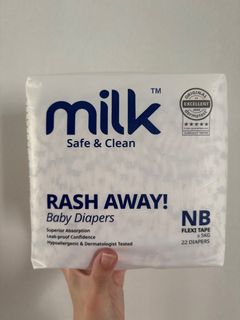 milk™
Safe & Clean
EXCELLENT
RASH AWAY!
Baby Diapers
Superior Absorption
Leak-proof Confidence
Hypoallergenic & Dermatologist Tested
NB
FLEXI TAPE
≤ 5KG
22 DIAPERS